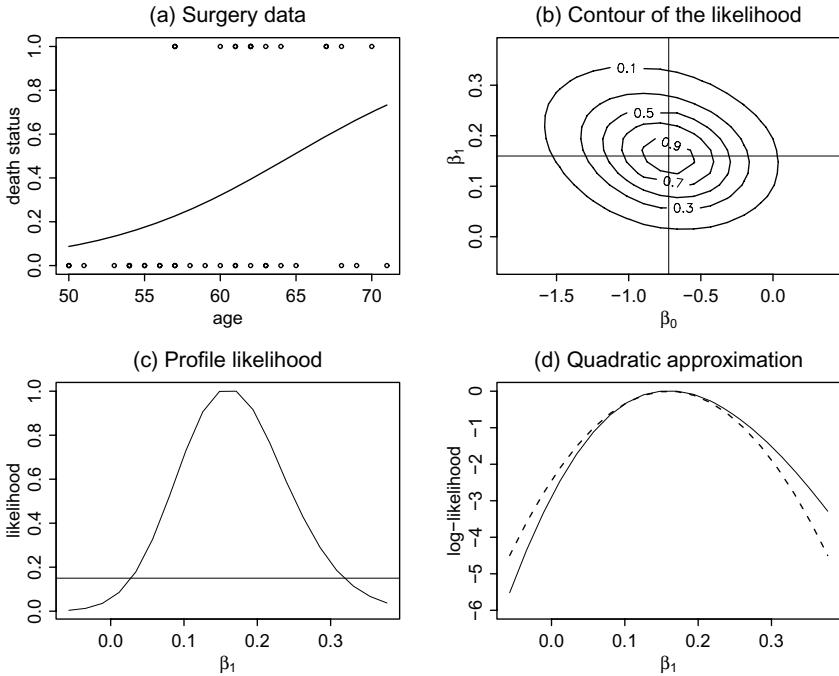 (a) Surgery data
death status
0.0 0.2 0.4 0.6 0.8 1.0
50 55 60 65 70
age
(b) Contour of the likelihood
β1
0.0 0.1 0.2 0.3
0.1
0.5
0.9
0.7
0.3
−1.5 −1.0 −0.5 0.0
β0
(c) Profile likelihood
likelihood
0.0 0.2 0.4 0.6 0.8 1.0
0.0 0.1 0.2 0.3
β1
(d) Quadratic approximation
log−likelihood
−6 −5 −4 −3 −2 −1 0
0.0 0.1 0.2 0.3
β1